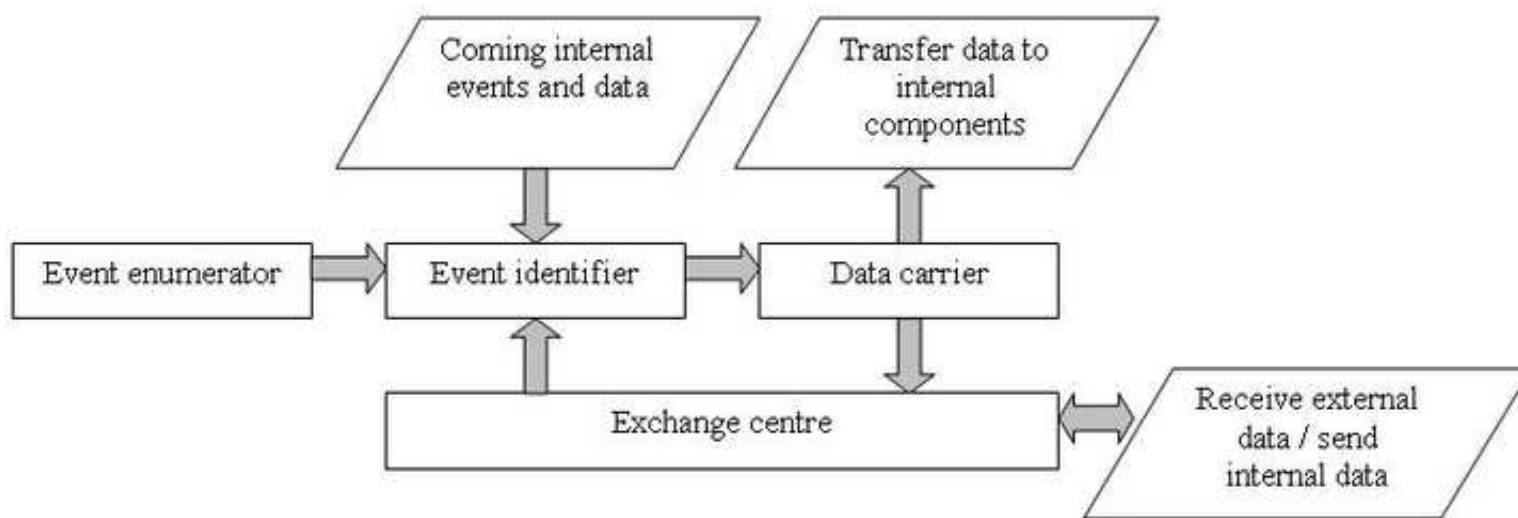 Coming internal
events and data
Transfer data to
internal
components
Event enumerator
Event identifier
Data carrier
Exchange centre
Receive external
data / send
internal data